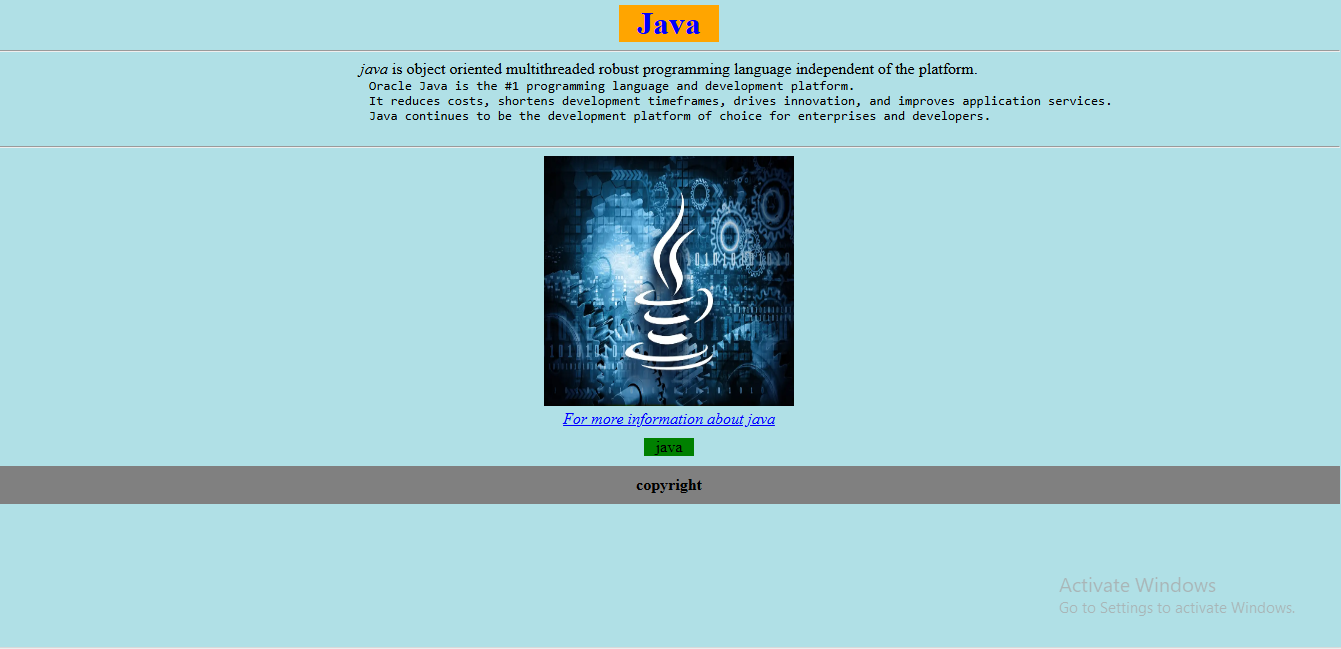 Java
java is object oriented multithreaded robust programming language independent of the platform.
Oracle Java is the #1 programming language and development platform.
It reduces costs, shortens development timeframes, drives innovation, and improves application services.
Java continues to be the development platform of choice for enterprises and developers.
For more information about java
java
copyright
Activate Windows
Go to Settings to activate Windows.